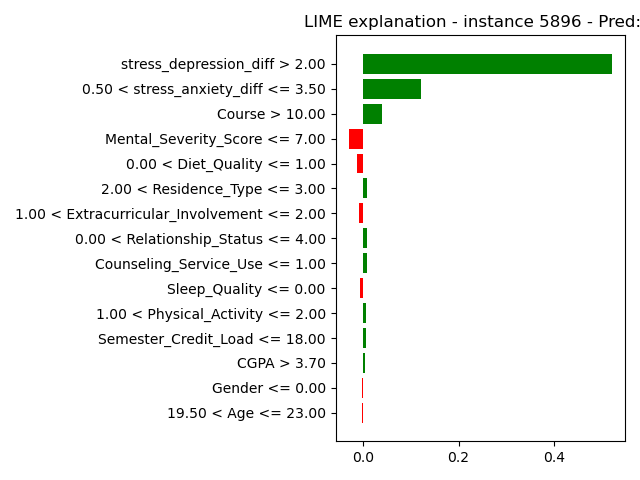 LIME explanation - instance 5896 - Pred:
stress_depression_diff > 2.00
0.50 < stress_anxiety_diff <= 3.50
Course > 10.00
Mental_Severity_Score <= 7.00
0.00 < Diet_Quality <= 1.00
2.00 < Residence_Type <= 3.00
1.00 < Extracurricular_Involvement <= 2.00
0.00 < Relationship_Status <= 4.00
Counseling_Service_Use <= 1.00
Sleep_Quality <= 0.00
1.00 < Physical_Activity <= 2.00
Semester_Credit_Load <= 18.00
CGPA > 3.70
Gender <= 0.00
19.50 < Age <= 23.00
0.0 0.2 0.4